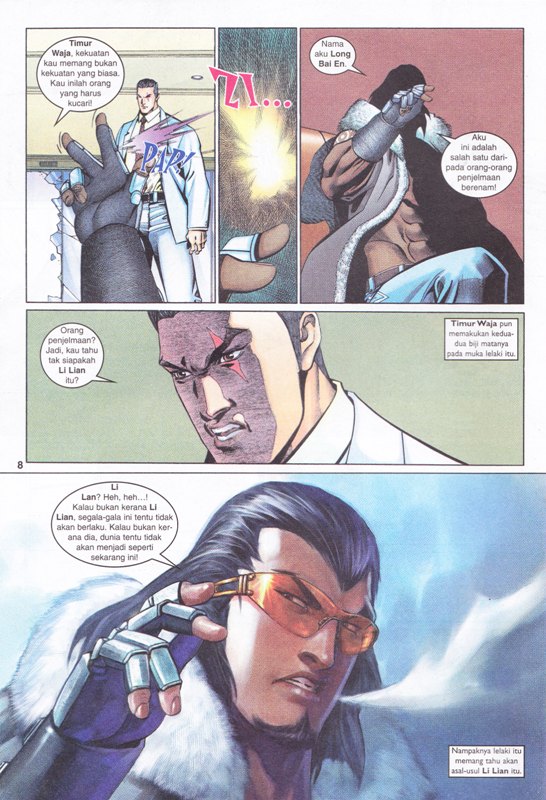 Timur
Waja, kekuatan
kau memang bukan
kekuatan yang biasa.
Kau inilah orang
yang harus
kucari!
PAP!
ZI...
Nama
aku Long
Bai En.
Aku
ini adalah
salah satu dari-
pada orang-orang
penjelmaan
berenam!
Orang
penjelmaan?
Jadi, kau tahu
tak siapakah
Li Lian
itu?
Timur Waja pun
memakukan kedua-
dua biji matanya
pada muka lelaki itu.
8
Li
Lan? Heh, heh...!
Kalau bukan kerana Li
Lian, segala-gala ini tentu tidak
akan berlaku. Kalau bukan ker-
ana dia, dunia tentu tidak
akan menjadi seperti
sekarang ini!
Nampaknya lelaki itu
memang tahu akan
asal-usul Li Lian itu.